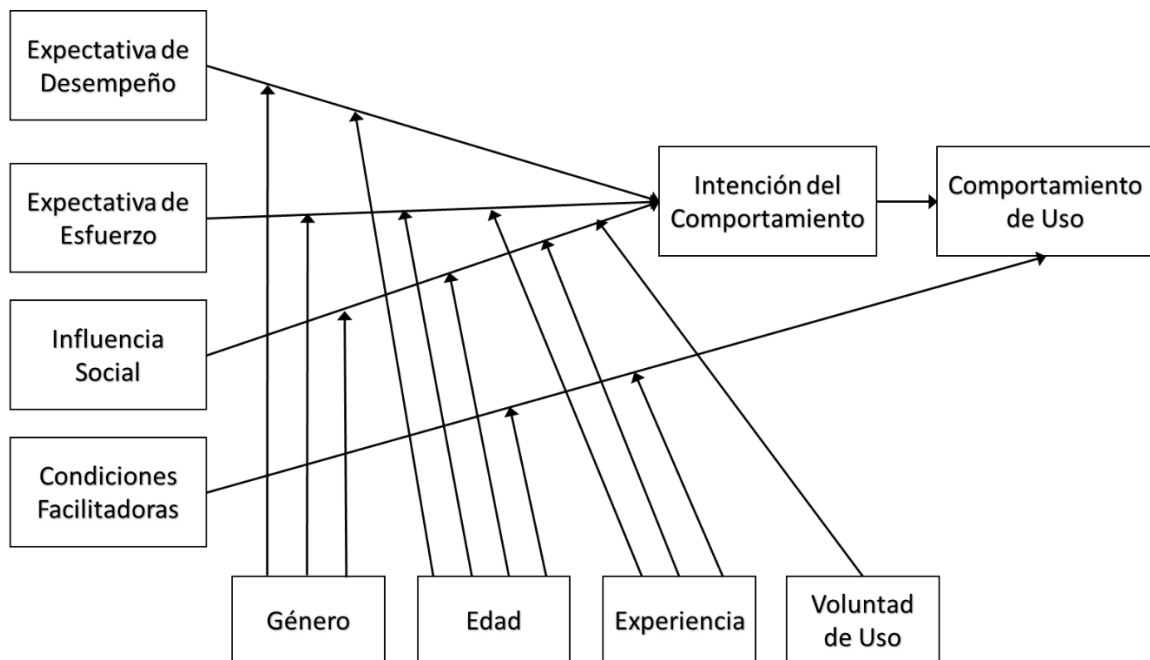 Expectativa de
Desempeño
Expectativa de
Esfuerzo
Intención del
Comportamiento
Comportamiento
de Uso
Influencia
Social
Condiciones
Facilitadoras
Género
Edad
Experiencia
Voluntad
de Uso